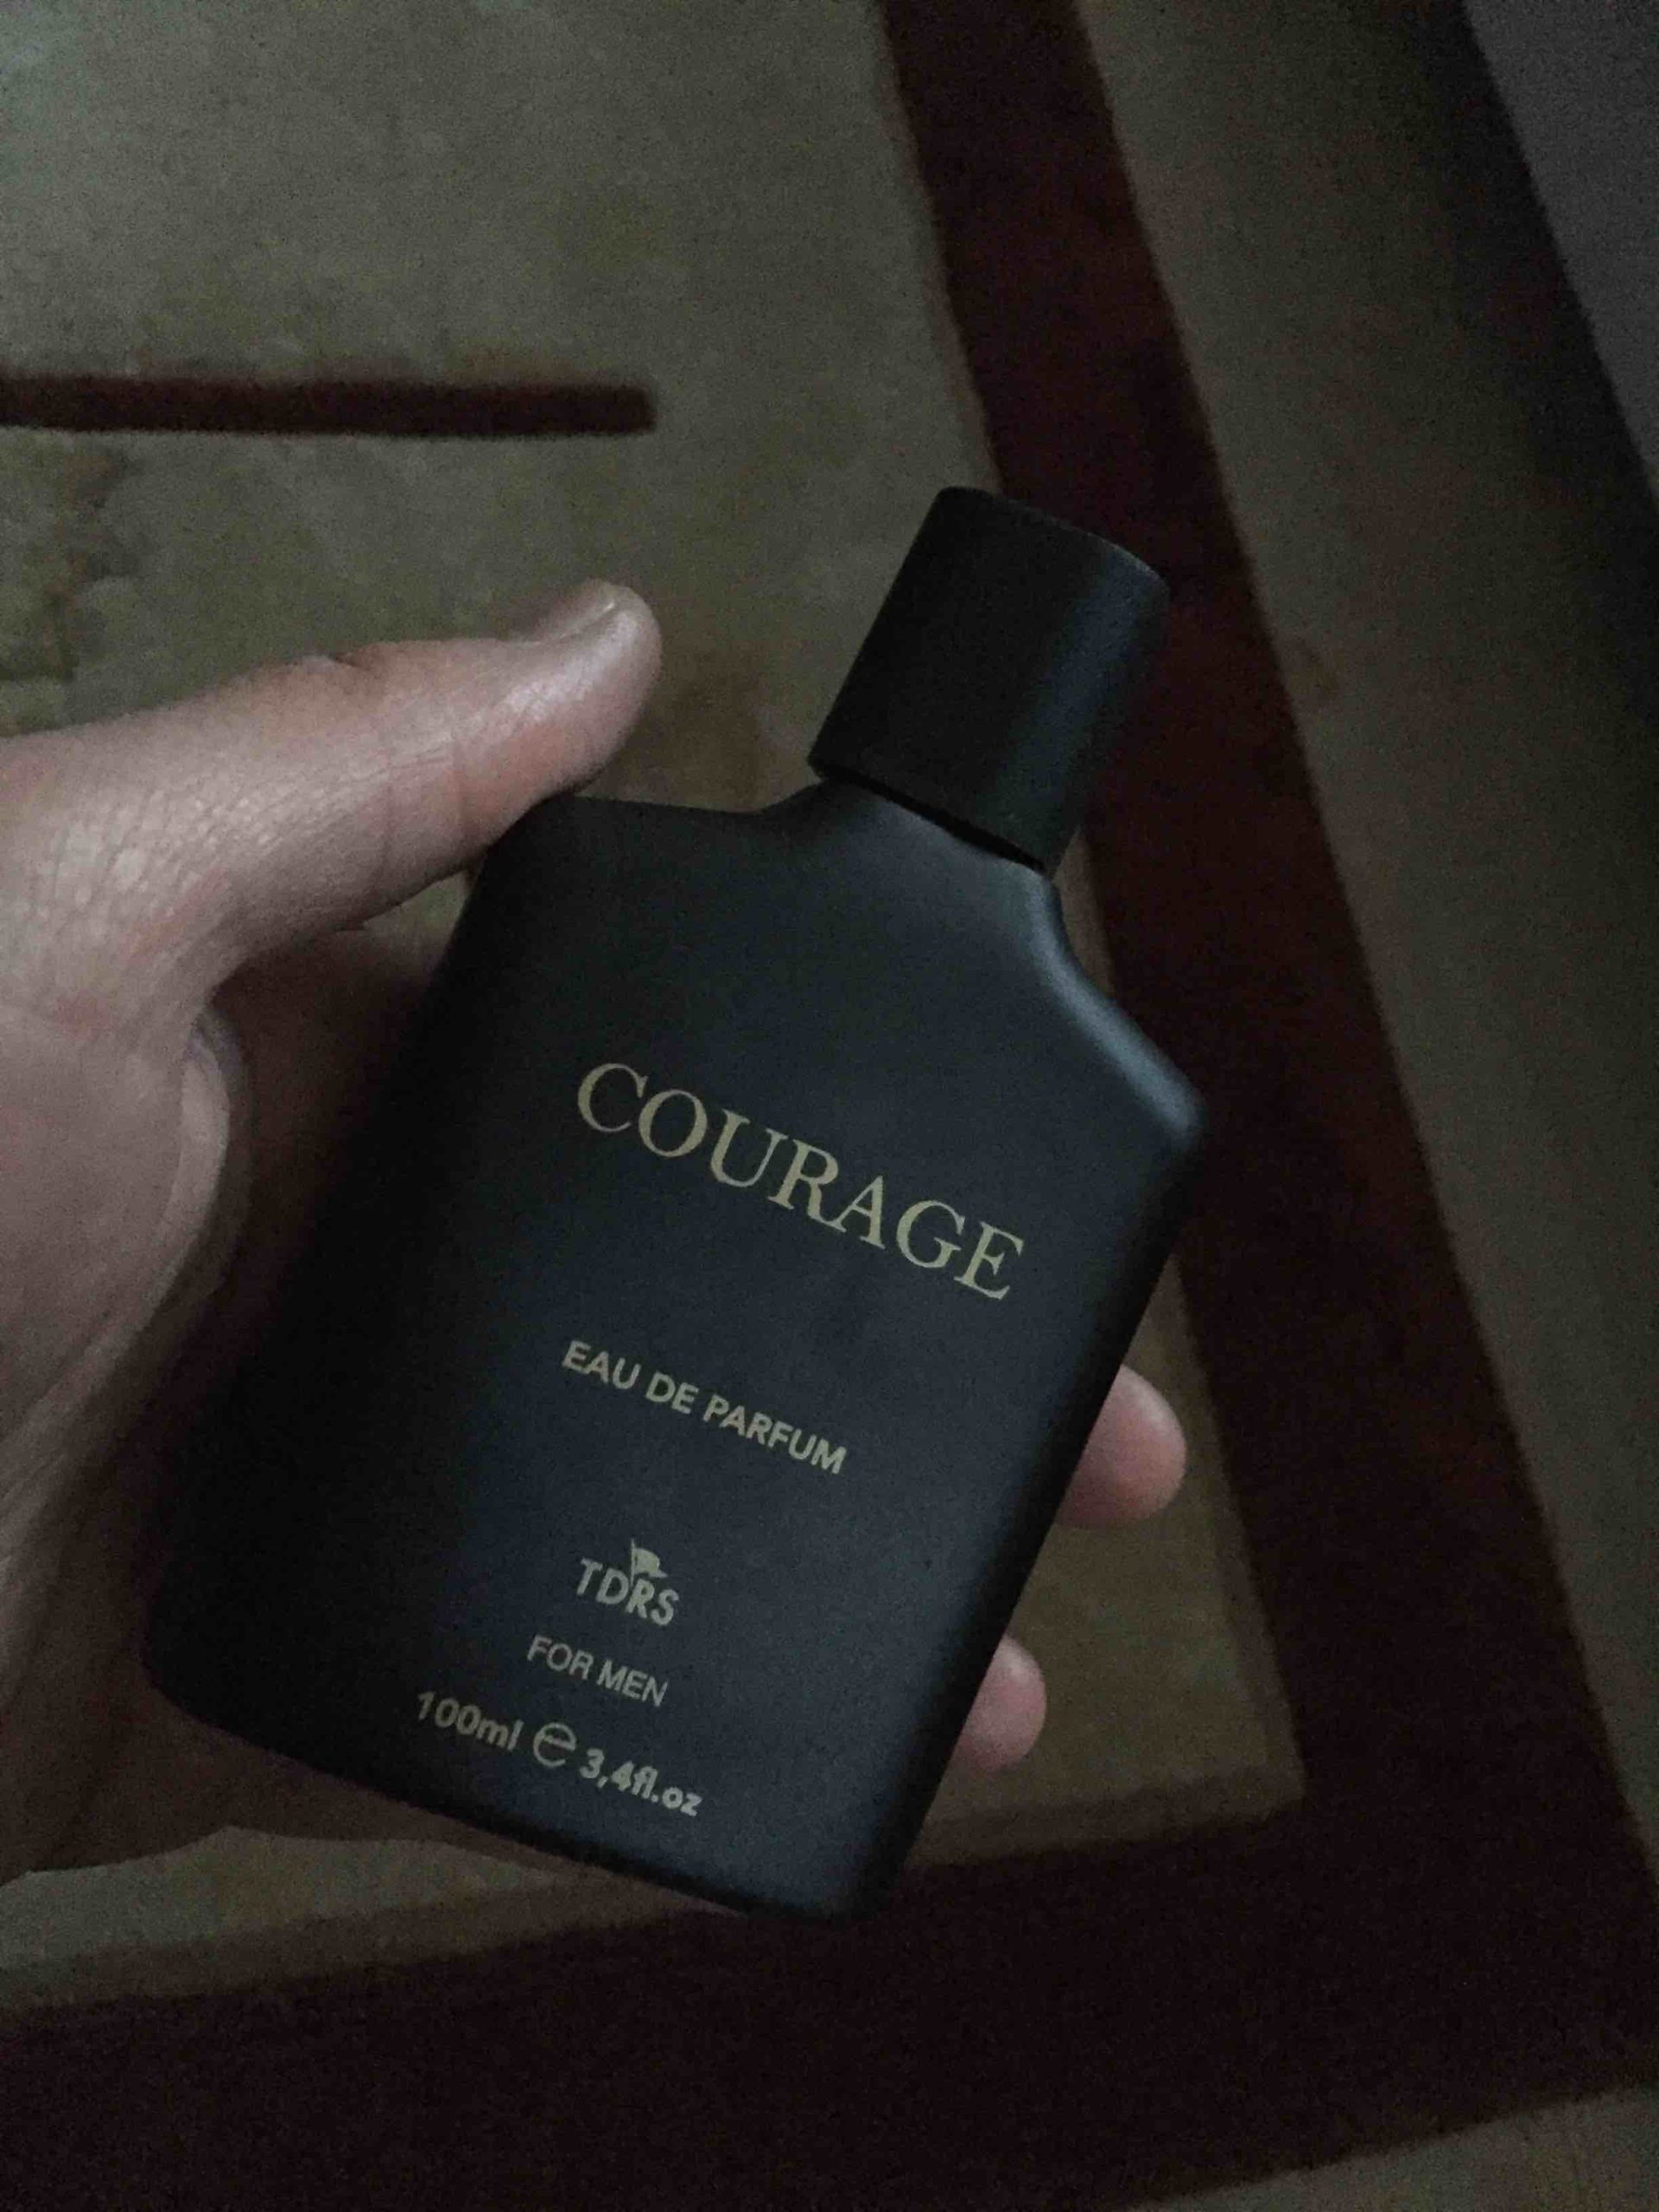 COURAGE
EAU DE PARFUM
TDRS
FOR MEN
100ml ℮ 3,4fl.oz